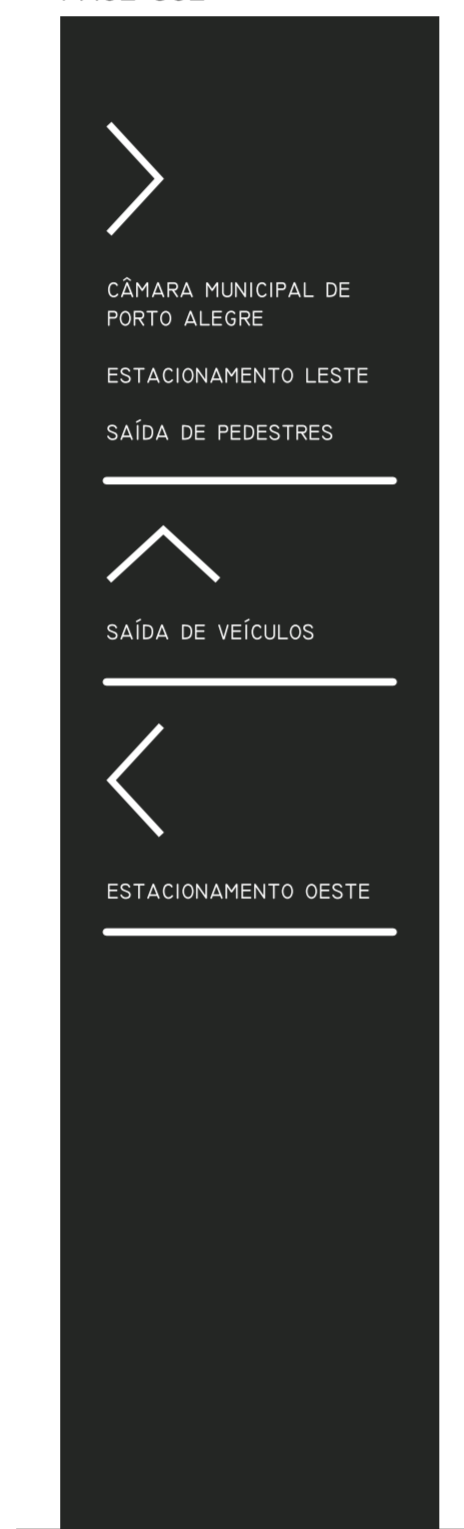 CÂMARA MUNICIPAL DE
PORTO ALEGRE
ESTACIONAMENTO LESTE
SAÍDA DE PEDESTRES
SAÍDA DE VEÍCULOS
ESTACIONAMENTO OESTE